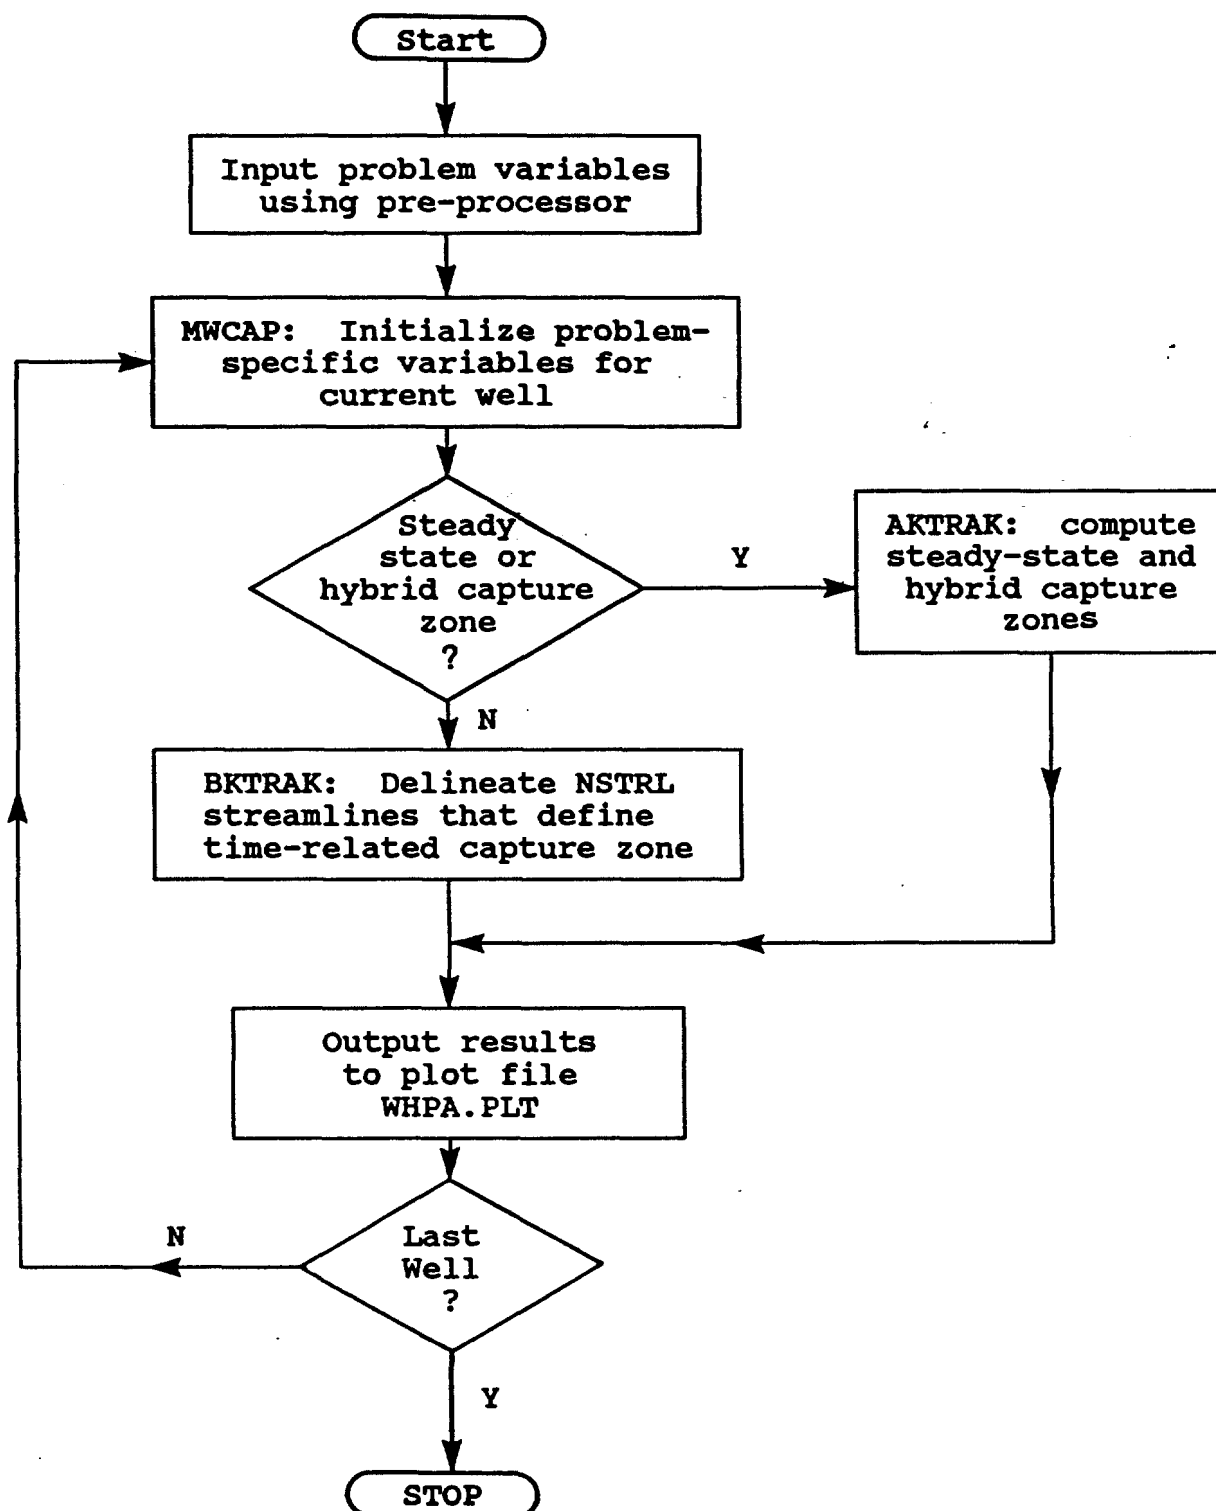 Start
Input problem variables
using pre-processor
MWCAP: Initialize problem-
specific variables for
current well
Steady
state or
hybrid capture
zone
?
Y
AKTRAK: compute
steady-state and
hybrid capture
zones
N
BKTRAK: Delineate NSTRL
streamlines that define
time-related capture zone
Output results
to plot file
WHPA.PLT
Last
Well
?
N
Y
STOP